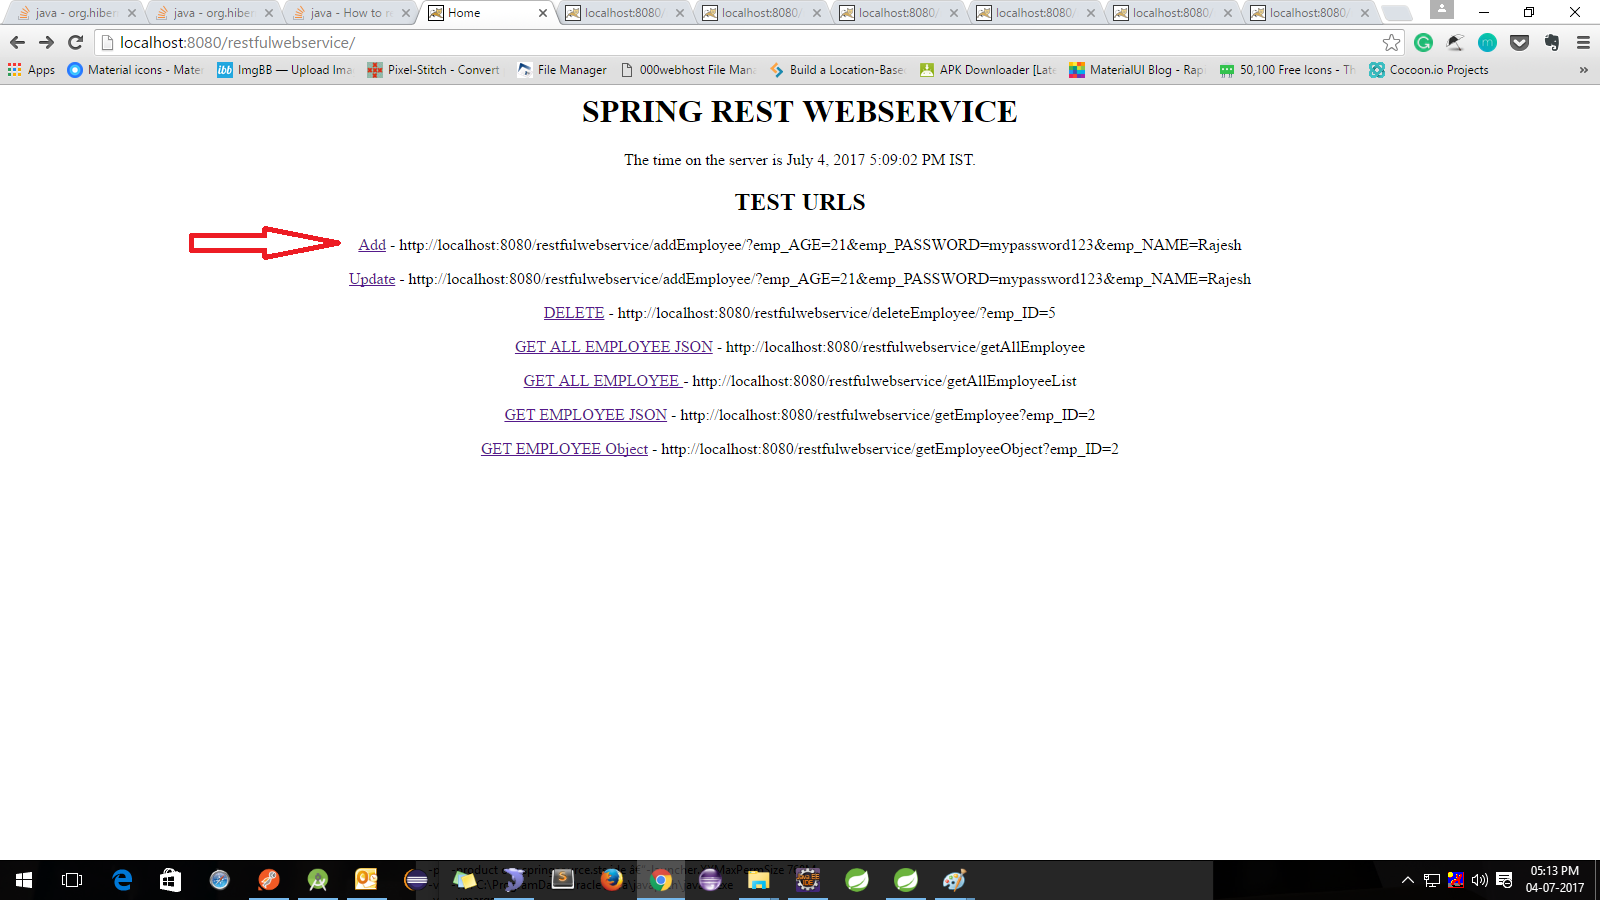 java - org.hiber
java - org.hiber
java - How to re
Home
localhost:8080/
localhost:8080/
localhost:8080/
localhost:8080/
localhost:8080/
localhost:8080/
localhost:8080/restfulwebservice/
Apps
Material icons - Mater
ImgBB — Upload Ima
Pixel-Stitch - Convert
File Manager
000webhost File Man
Build a Location-Base
APK Downloader [Late
MaterialUI Blog - Rap
50,100 Free Icons - Th
Cocoon.io Projects
»
SPRING REST WEBSERVICE
The time on the server is July 4, 2017 5:09:02 PM IST.
TEST URLS
Add - http://localhost:8080/restfulwebservice/addEmployee/?emp_AGE=21&emp_PASSWORD=mypassword123&emp_NAME=Rajesh
Update - http://localhost:8080/restfulwebservice/addEmployee/?emp_AGE=21&emp_PASSWORD=mypassword123&emp_NAME=Rajesh
DELETE - http://localhost:8080/restfulwebservice/deleteEmployee/?emp_ID=5
GET ALL EMPLOYEE JSON - http://localhost:8080/restfulwebservice/getAllEmployee
GET ALL EMPLOYEE - http://localhost:8080/restfulwebservice/getAllEmployeeList
GET EMPLOYEE JSON - http://localhost:8080/restfulwebservice/getEmployee?emp_ID=2
GET EMPLOYEE Object - http://localhost:8080/restfulwebservice/getEmployeeObject?emp_ID=2
05:13 PM
04-07-2017